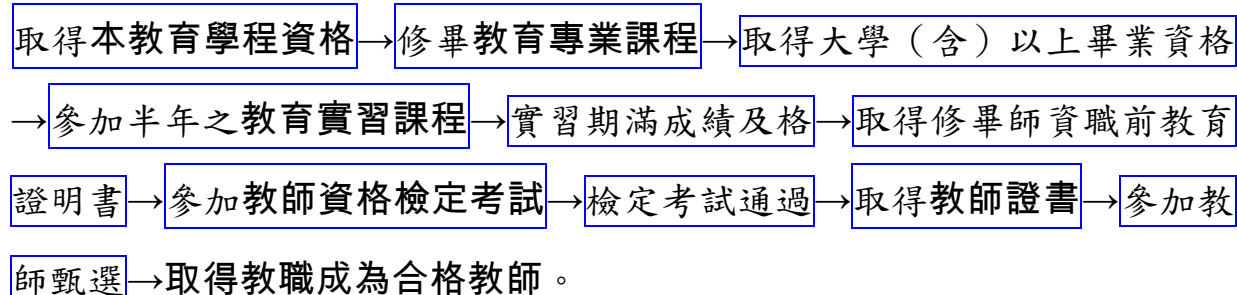 取得本教育學程資格→修畢教育專業課程→取得大學（含）以上畢業資格
→參加半年之教育實習課程→實習期滿成績及格→取得修畢師資職前教育
證明書→參加教師資格檢定考試→檢定考試通過→取得教師證書→參加教
師甄選→取得教職成為合格教師。